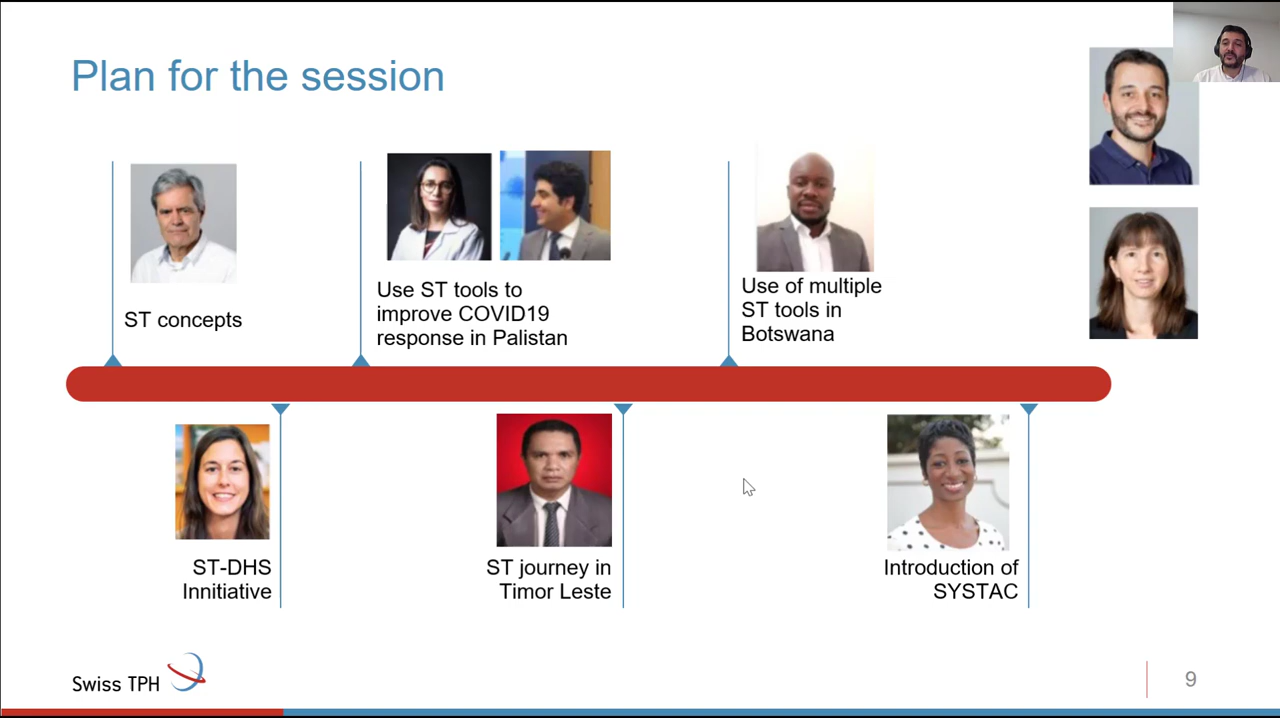 Plan for the session
ST concepts
Use ST tools to
improve COVID19
response in Palistan
Use of multiple
ST tools in
Botswana
ST-DHS
Innitiative
ST journey in
Timor Leste
Introduction of
SYSTAC
Swiss TPH
9